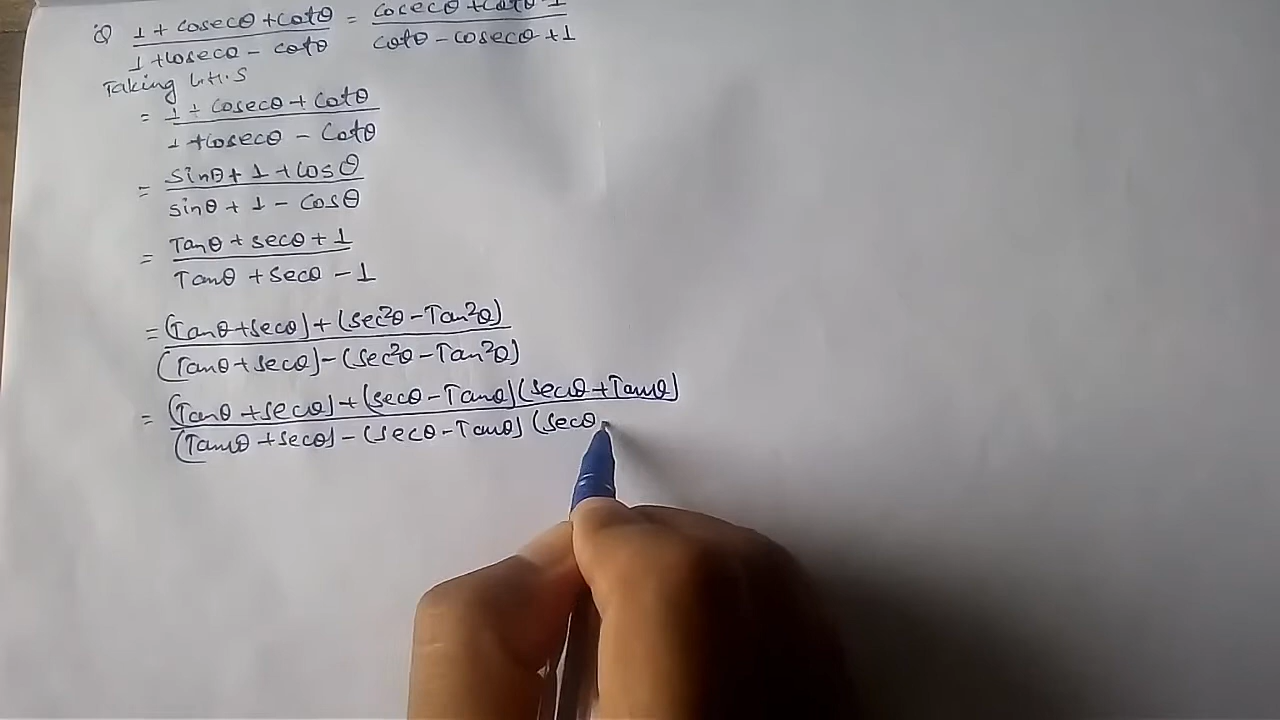 Q 1 + cosecθ + cotθ / 1 + cosecθ - cotθ = cosecθ + cotθ - 1 / cotθ - cosecθ + 1
Taking L.H.S
= 1 + cosecθ + cotθ / 1 + cosecθ - cotθ
= sinθ + 1 + cosθ / sinθ + 1 - cosθ
= Tanθ + secθ + 1 / Tanθ + secθ - 1
= (Tanθ + secθ) + (sec²θ - Tan²θ) / (Tanθ + secθ) - (sec²θ - Tan²θ)
= (Tanθ + secθ) + (secθ - Tanθ) (secθ + Tanθ) / (Tanθ + secθ) - (secθ - Tanθ) (secθ